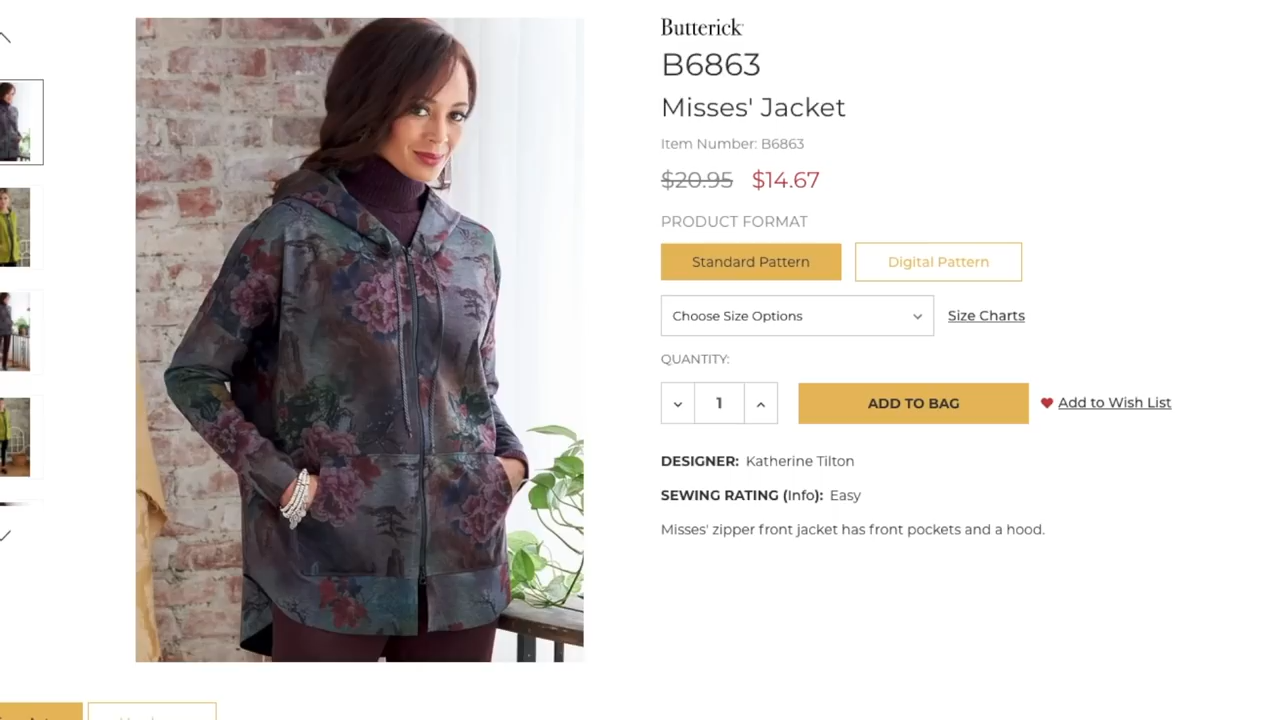 Butterick
B6863
Misses' Jacket
Item Number: B6863
$20.95 $14.67
PRODUCT FORMAT
Standard Pattern Digital Pattern
Choose Size Options Size Charts
QUANTITY:
1 ADD TO BAG Add to Wish List
DESIGNER: Katherine Tilton
SEWING RATING (Info): Easy
Misses' zipper front jacket has front pockets and a hood.